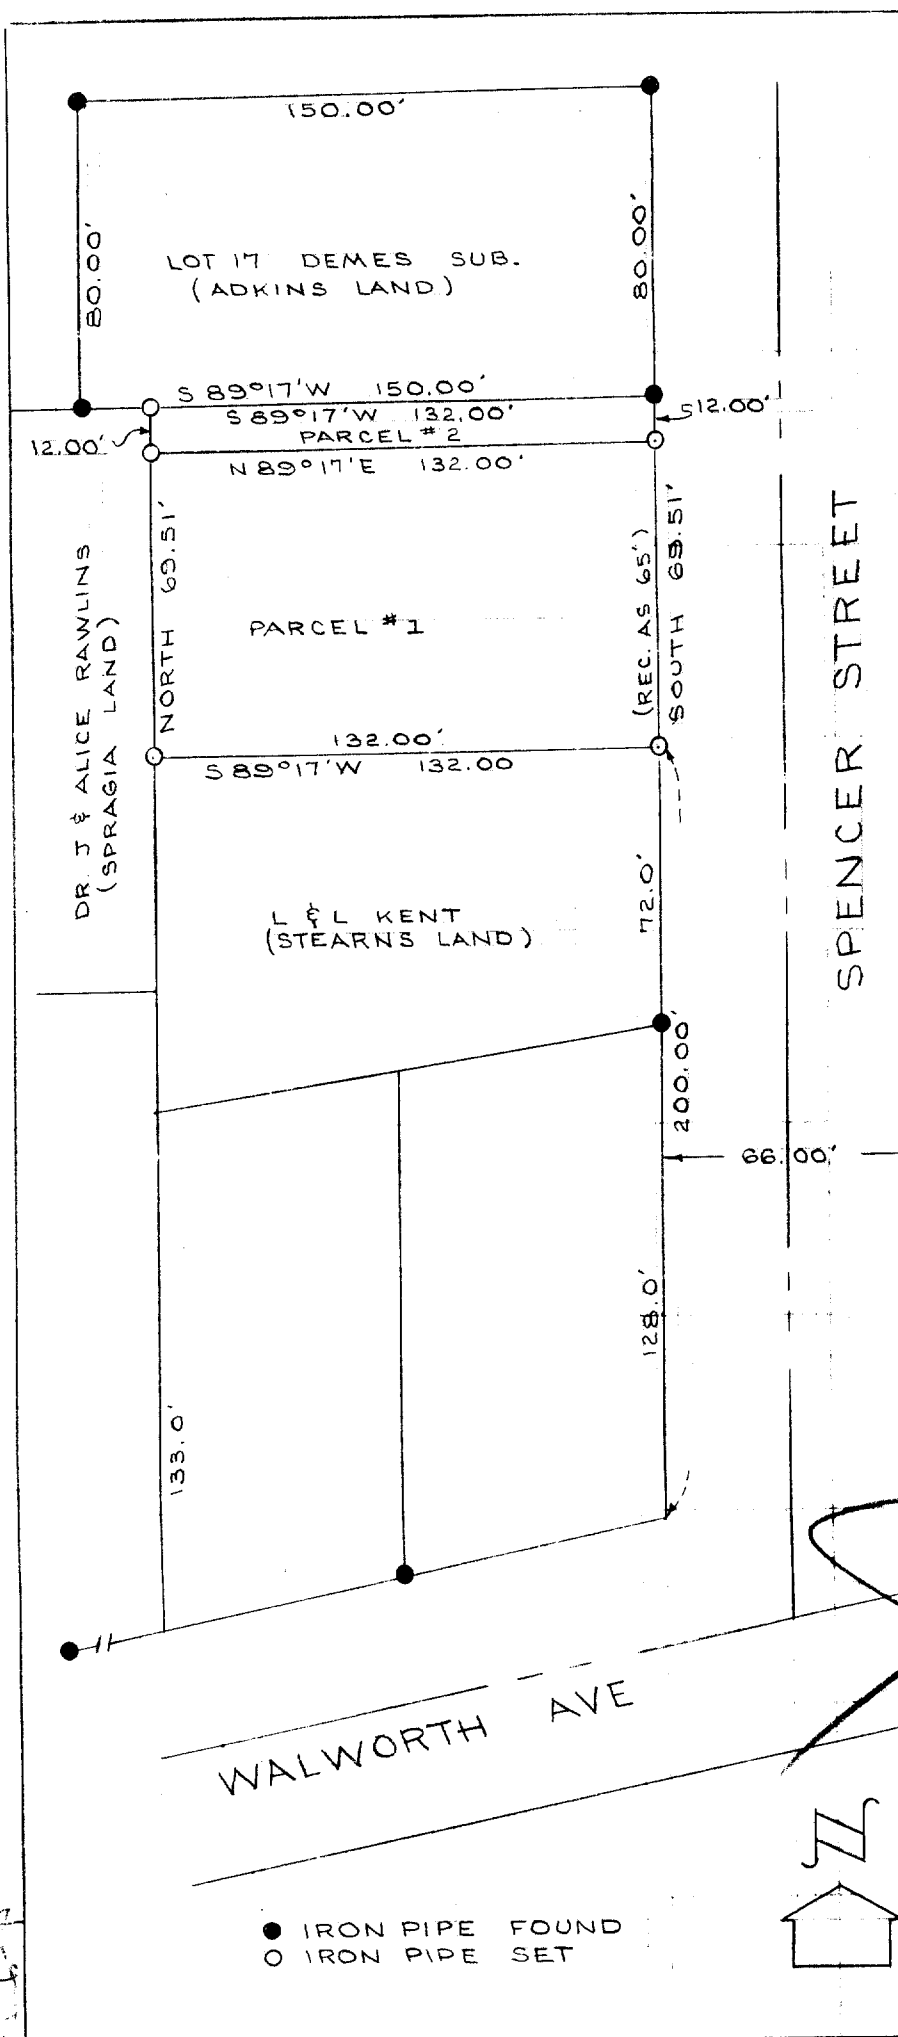 150.00'
80.00'
80.00'
LOT 17 DEMES SUB.
(ADKINS LAND)
S 89°17'W 150.00'
S 89°17'W 132.00'
S12.00'
PARCEL #2
12.00'
N 89°17'E 132.00'
NORTH 69.51'
(REC. AS 65')
SOUTH 69.51'
PARCEL #1
DR. J & ALICE RAWLINS
(SPRAGIA LAND)
132.00'
S 89°17'W 132.00
SPENCER STREET
L & L KENT
(STEARNS LAND)
72.0'
200.00'
66.00'
128.0'
133.0'
WALWORTH AVE
N
IRON PIPE FOUND
IRON PIPE SET